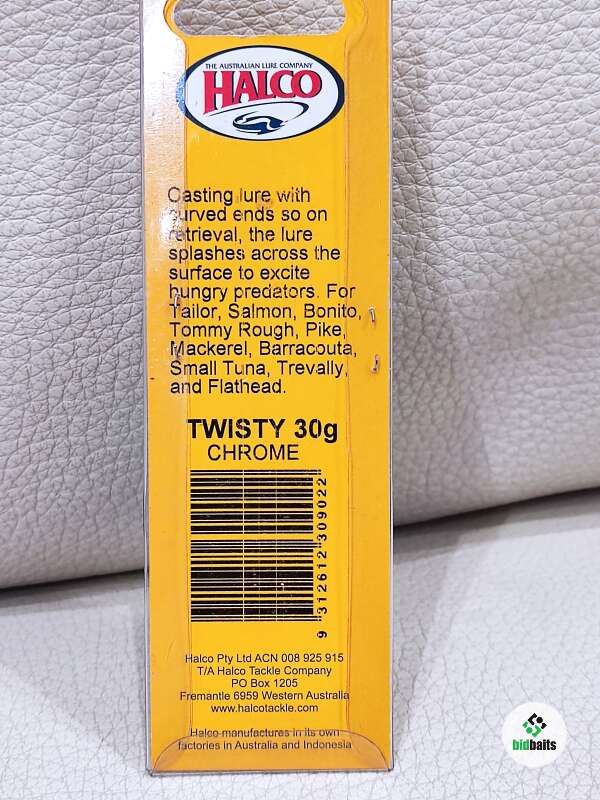 THE AUSTRALIAN LURE COMPANY
HALCO
Casting lure with
curved ends so on
retrieval, the lure
splashes across the
surface to excite
hungry predators. For
Tailor, Salmon, Bonito,
Tommy Rough, Pike,
Mackerel, Barracouta,
Small Tuna, Trevally,
and Flathead.
TWISTY 30g
CHROME
9 312612 309022
Halco Pty Ltd ACN 008 925 915
T/A Halco Tackle Company
PO Box 1205
Fremantle 6959 Western Australia
www.halcotackle.com
Halco manufactures in its own
factories in Australia and Indonesia
bidbaits